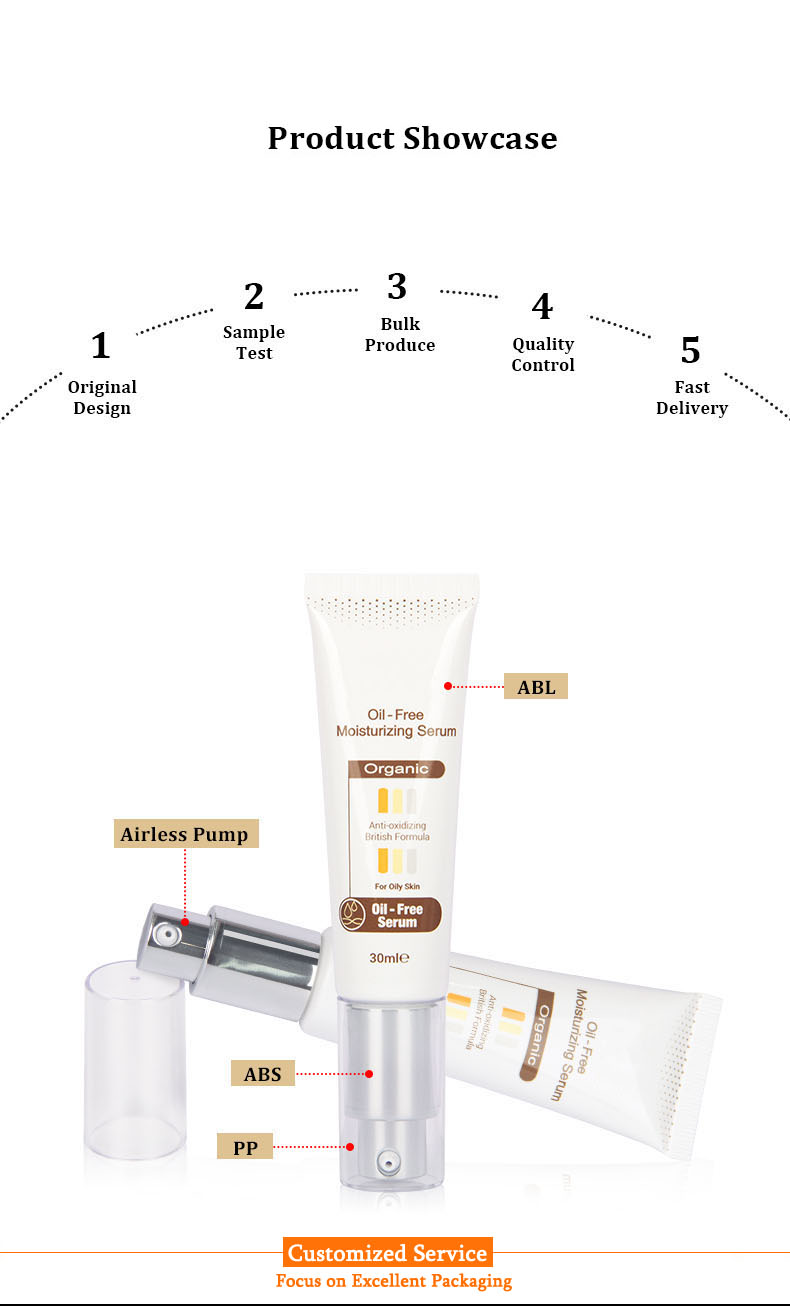 Product Showcase
1
Original
Design
2
Sample
Test
3
Bulk
Produce
4
Quality
Control
5
Fast
Delivery
ABL
Oil-Free
Moisturizing Serum
Organic
Anti-oxidizing
British Formula
For Oily Skin
Oil-Free
Serum
30ml℮
Airless Pump
ABS
PP
Oil-Free
Moisturizing Serum
Organic
Anti-oxidizing
British Formula
Customized Service
Focus on Excellent Packaging